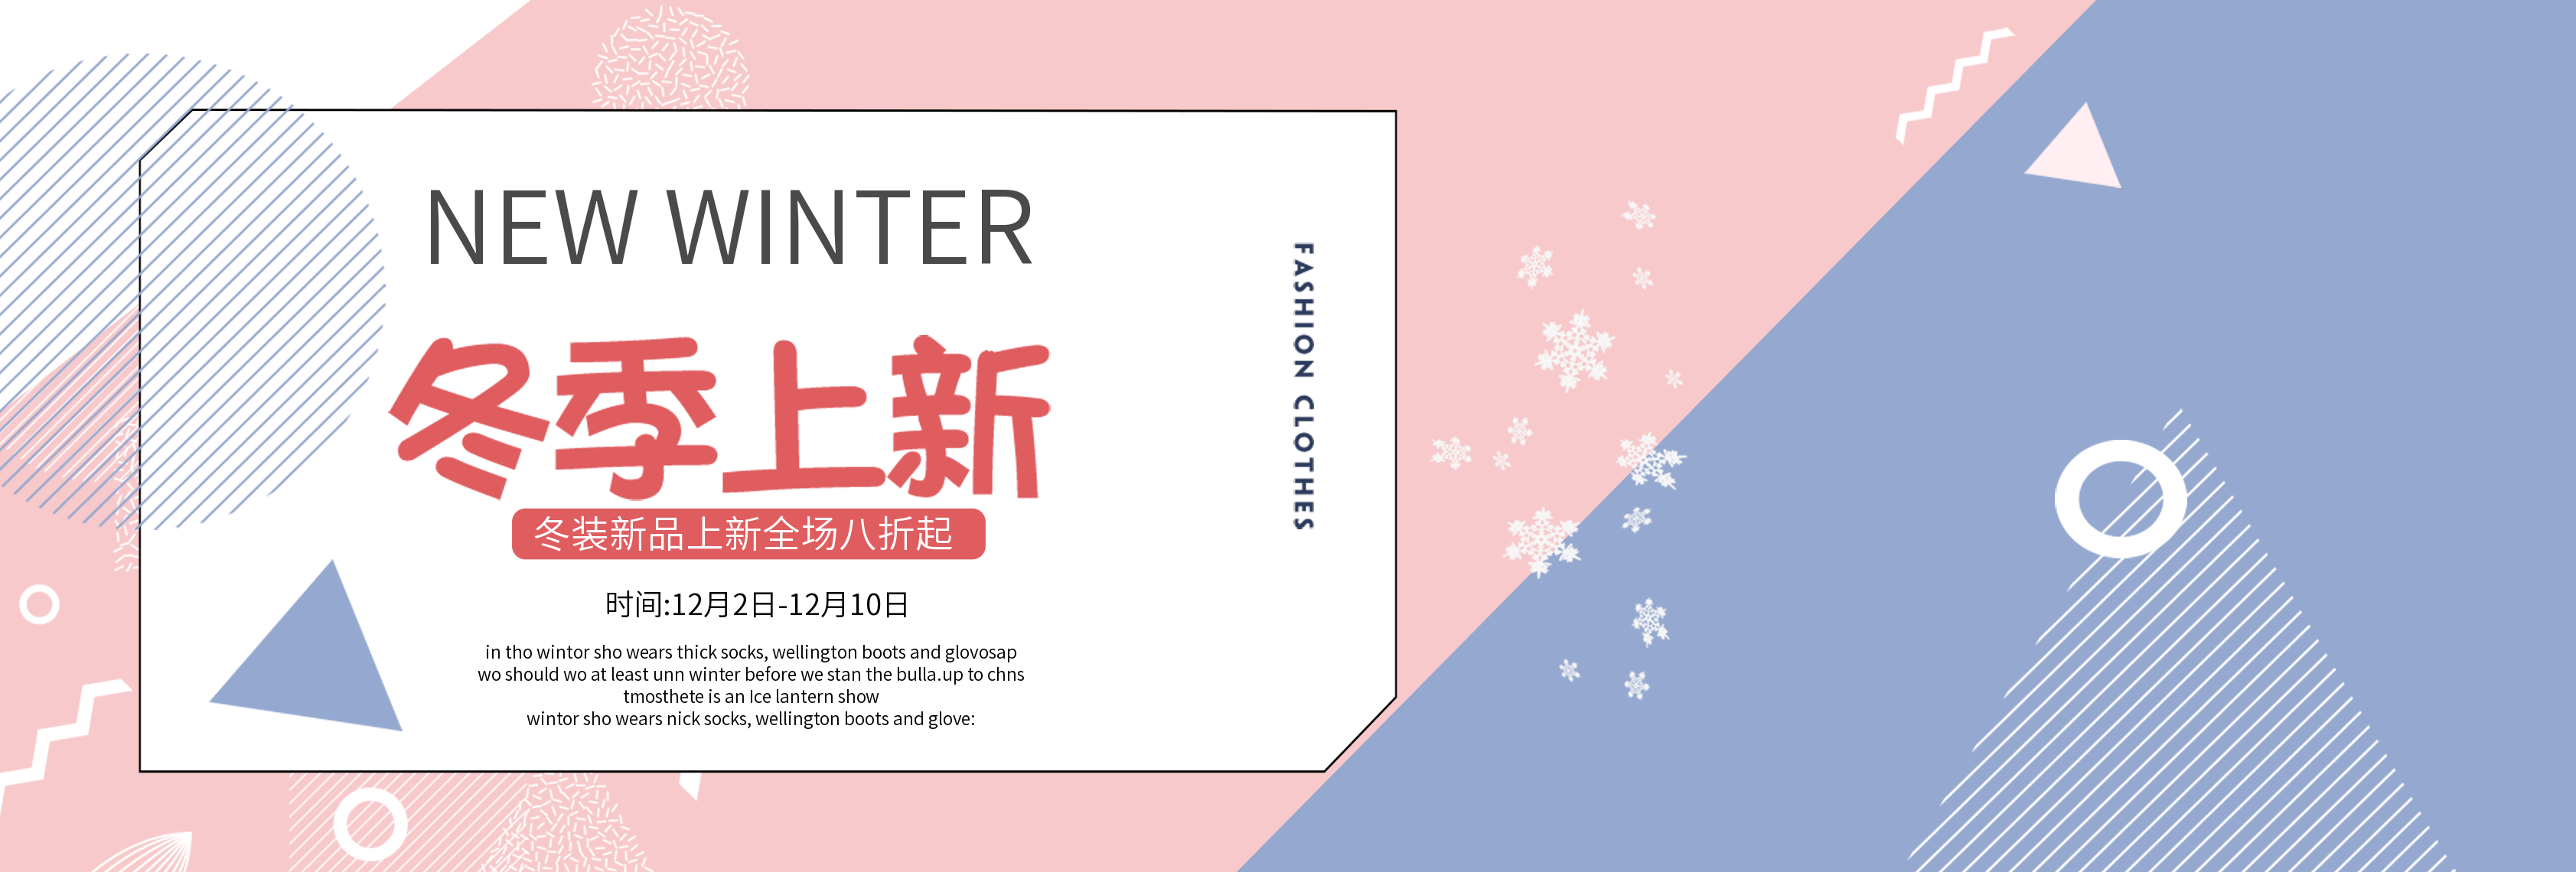 NEW WINTER
冬季上新
冬装新品上新全场八折起
时间:12月2日-12月10日
in tho wintor sho wears thick socks, wellington boots and glovosap
wo should wo at least unn winter before we stan the bulla.up to chns
tmosthete is an Ice lantern show
wintor sho wears nick socks, wellington boots and glove:
FASHION CLOTHES